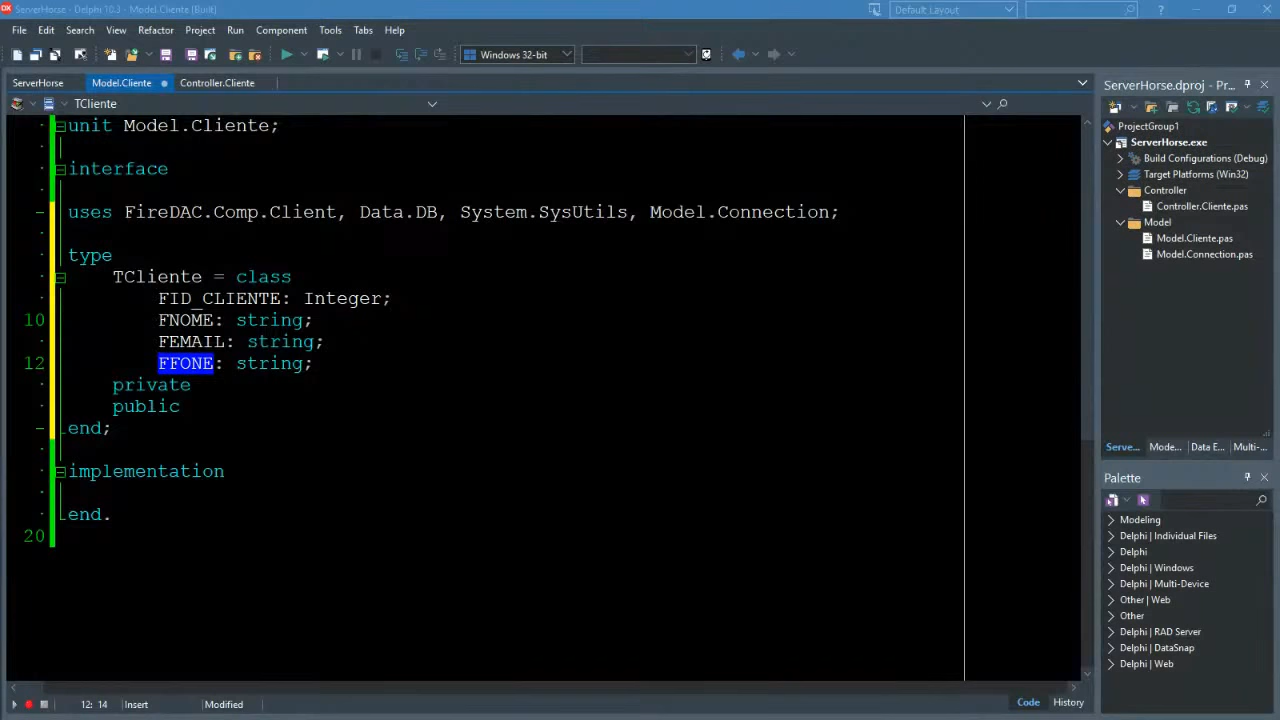 ServerHorse - Delphi 10.3 - Model.Cliente [Built]
Default Layout
File Edit Search View Refactor Project Run Component Tools Tabs Help
Windows 32-bit
ServerHorse Model.Cliente Controller.Cliente
TCliente
unit Model.Cliente;
interface
uses FireDAC.Comp.Client, Data.DB, System.SysUtils, Model.Connection;
type
TCliente = class
FID_CLIENTE: Integer;
10 FNOME: string;
FEMAIL: string;
12 FFONE: string;
private
public
end;
implementation
end.
20
12: 14 Insert Modified
Code History
ServerHorse.dproj - Pr...
ProjectGroup1
ServerHorse.exe
Build Configurations (Debug)
Target Platforms (Win32)
Controller
Controller.Cliente.pas
Model
Model.Cliente.pas
Model.Connection.pas
Serve... Mode... Data E... Multi-...
Palette
Modeling
Delphi | Individual Files
Delphi
Delphi | Windows
Delphi | Multi-Device
Other | Web
Other
Delphi | RAD Server
Delphi | DataSnap
Delphi | Web